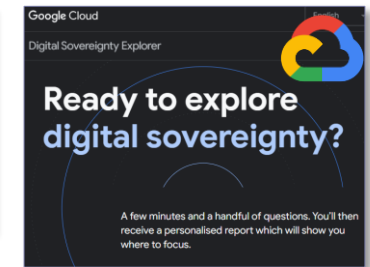 Google Cloud
English
Digital Sovereignty Explorer
Ready to explore
digital sovereignty?
A few minutes and a handful of questions. You'll then
receive a personalised report which will show you
where to focus.